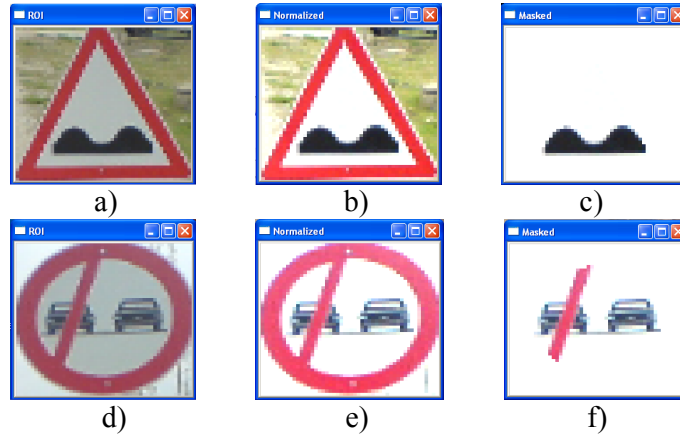 ROI
Normalized
Masked
a)
b)
c)
ROI
Normalized
Masked
d)
e)
f)